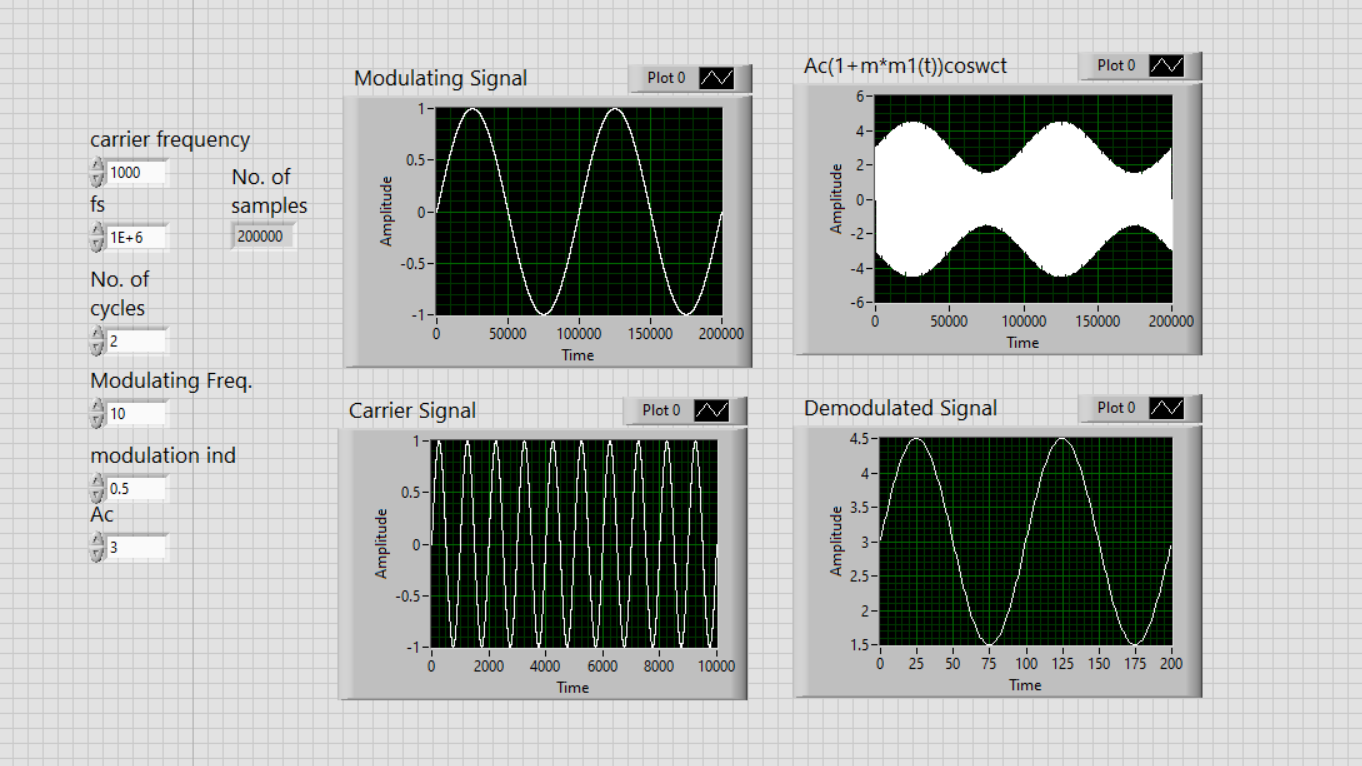 carrier frequency
1000
fs
1E+6
No. of
samples
200000
No. of
cycles
2
Modulating Freq.
10
modulation ind
0.5
Ac
3
Modulating Signal
Plot 0
1
0.5
0
-0.5
-1
Amplitude
0 50000 100000 150000 200000
Time
Ac(1+m*m1(t))coswct
Plot 0
6
4
2
0
-2
-4
-6
Amplitude
0 50000 100000 150000 200000
Time
Carrier Signal
Plot 0
1
0.5
0
-0.5
-1
Amplitude
0 2000 4000 6000 8000 10000
Time
Demodulated Signal
Plot 0
4.5
4
3.5
3
2.5
2
1.5
Amplitude
0 25 50 75 100 125 150 175 200
Time